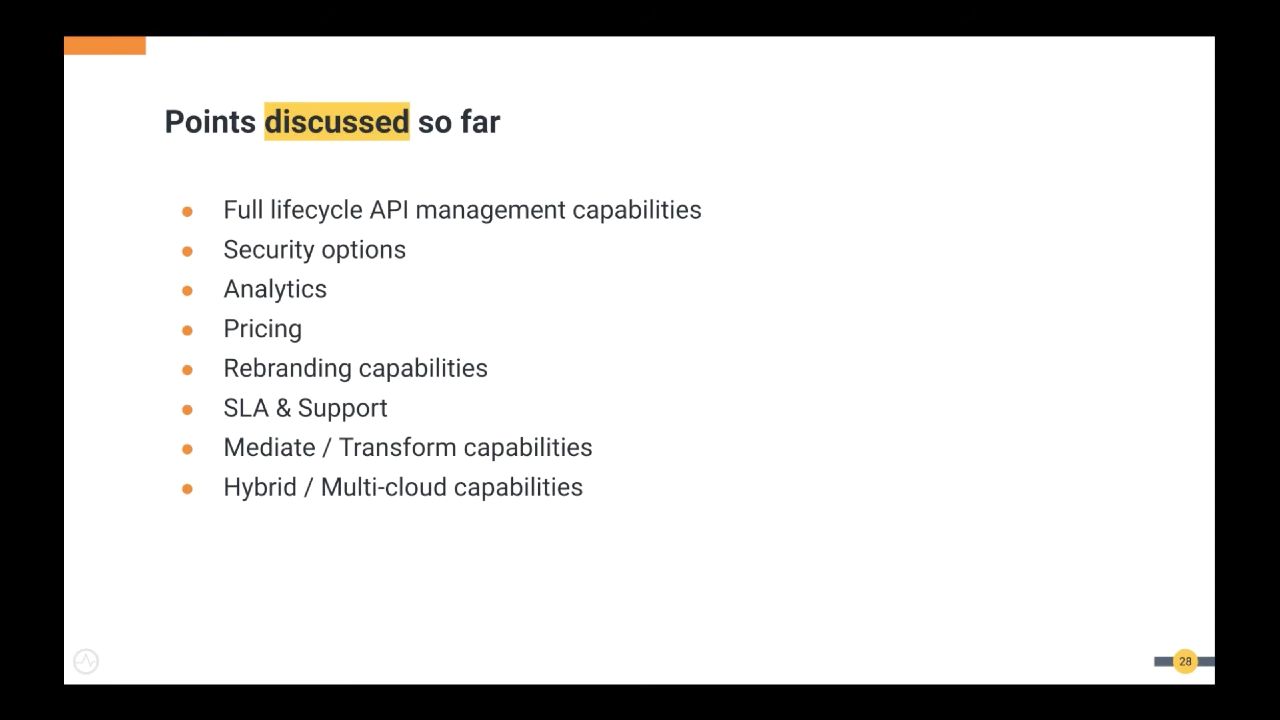 Points discussed so far
Full lifecycle API management capabilities
Security options
Analytics
Pricing
Rebranding capabilities
SLA & Support
Mediate / Transform capabilities
Hybrid / Multi-cloud capabilities
28